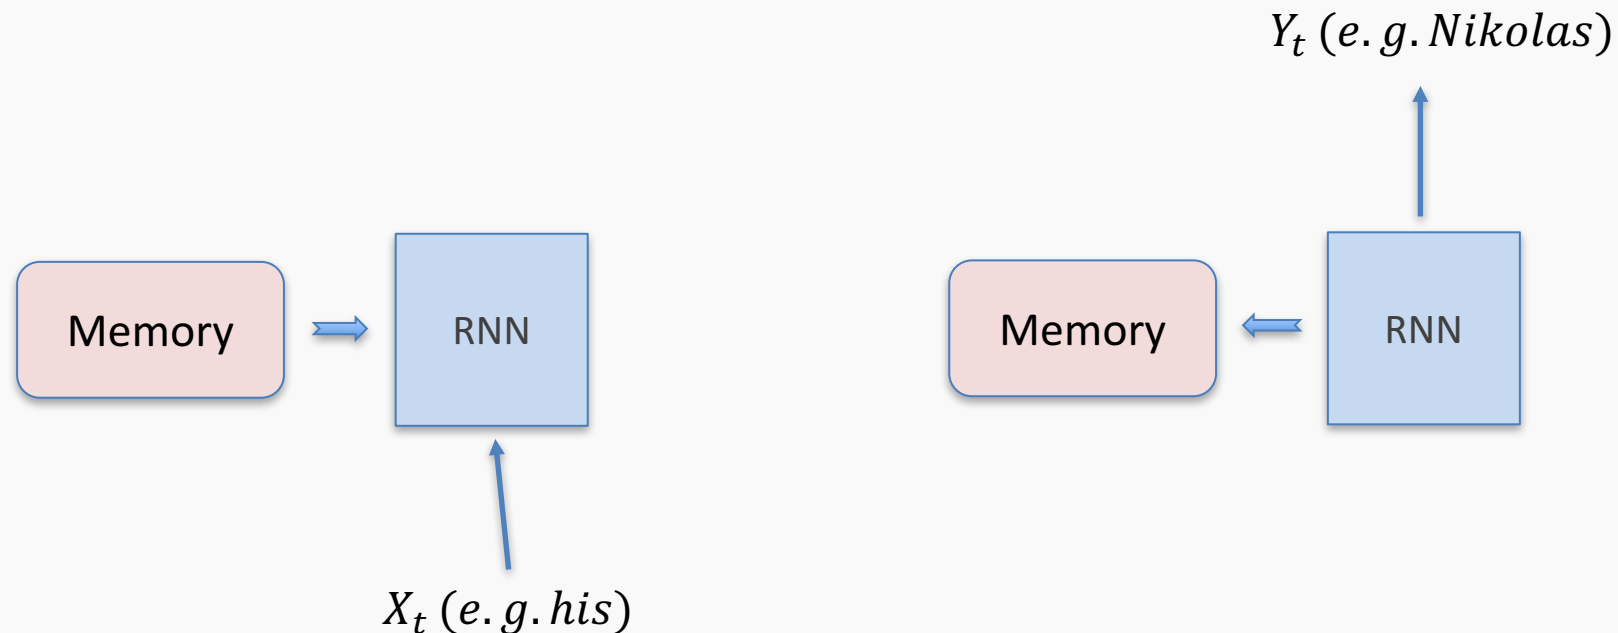 Yₜ (e.g. Nikolas)
Memory
RNN
Memory
RNN
Xₜ (e.g. his)